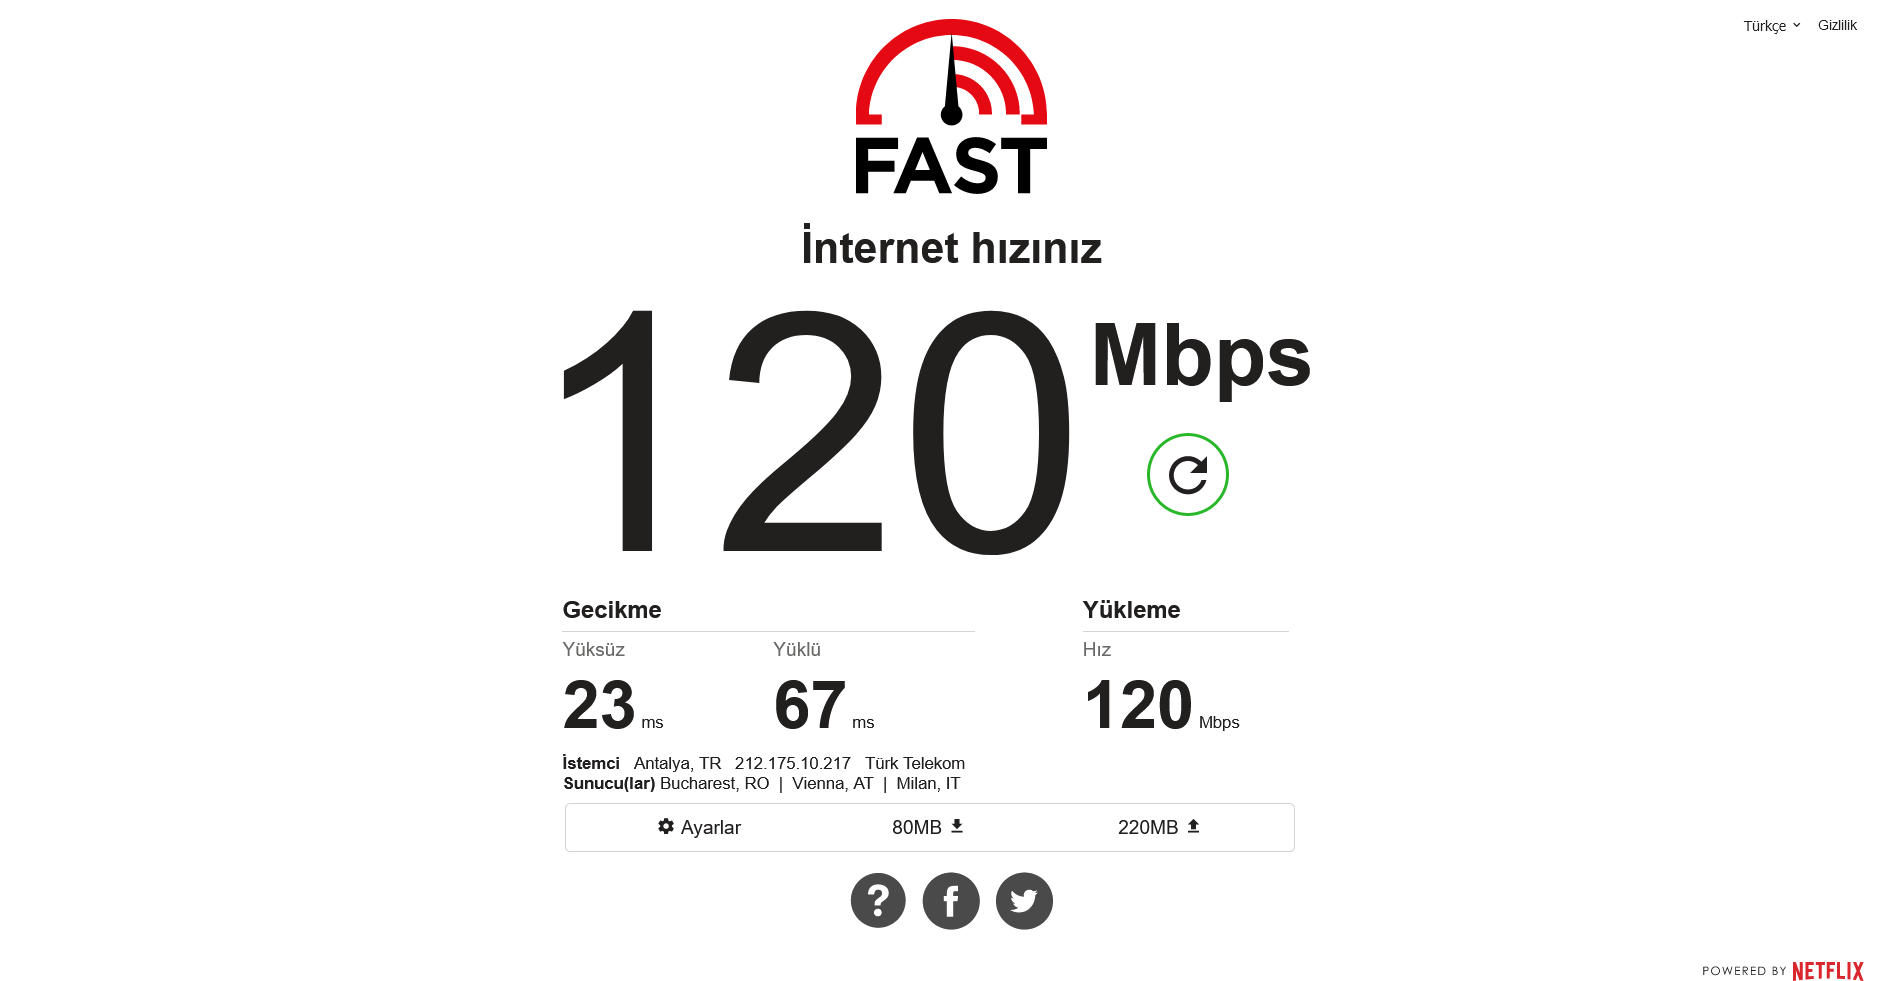 Türkçe Gizlilik
FAST
İnternet hızınız
120 Mbps
Gecikme Yükleme
Yüksüz Yüklü Hız
23 ms 67 ms 120 Mbps
İstemci Antalya, TR 212.175.10.217 Türk Telekom
Sunucu(lar) Bucharest, RO | Vienna, AT | Milan, IT
Ayarlar 80MB 220MB
POWERED BY NETFLIX